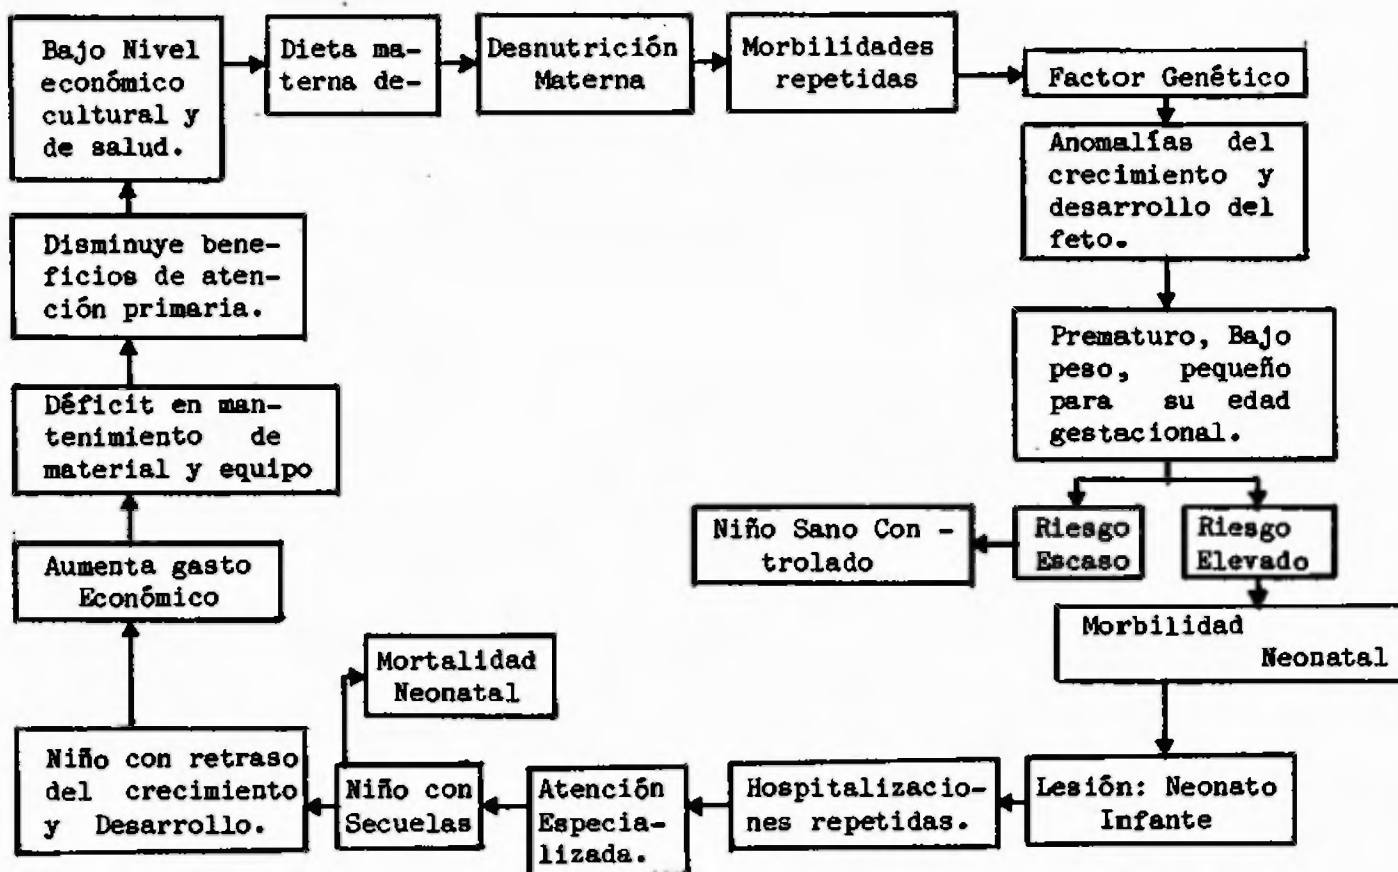 Bajo Nivel
económico
cultural y
de salud.
Dieta ma-
terna de-
Desnutrición
Materna
Morbilidades
repetidas
Factor Genético
Anomalías del
crecimiento y
desarrollo del
feto.
Prematuro, Bajo
peso, pequeño
para su edad
gestacional.
Riesgo
Escaso
Riesgo
Elevado
Niño Sano Con -
trolado
Morbilidad
Neonatal
Lesión: Neonato
Infante
Hospitalizacio-
nes repetidas.
Atención
Especia-
lizada.
Niño con
Secuelas
Mortalidad
Neonatal
Niño con retraso
del crecimiento
y Desarrollo.
Aumenta gasto
Económico
Déficit en man-
tenimiento de
material y equipo
Disminuye bene-
ficios de aten-
ción primaria.